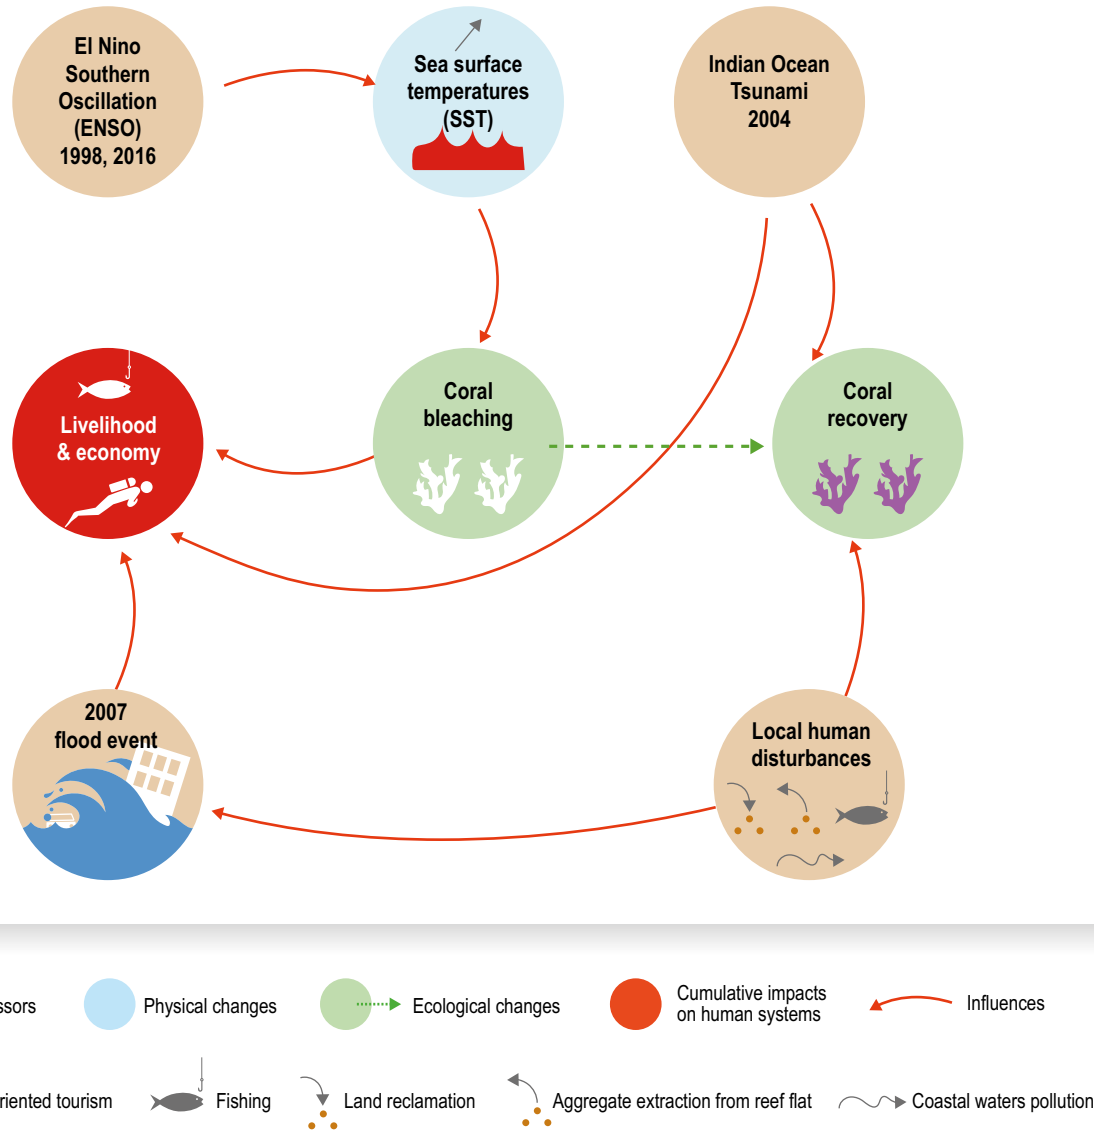 El Nino
Southern
Oscillation
(ENSO)
1998, 2016
Sea surface
temperatures
(SST)
Indian Ocean
Tsunami
2004
Livelihood
& economy
Coral
bleaching
Coral
recovery
2007
flood event
Local human
disturbances
ssors
Physical changes
Ecological changes
Cumulative impacts
on human systems
Influences
riented tourism
Fishing
Land reclamation
Aggregate extraction from reef flat
Coastal waters pollution